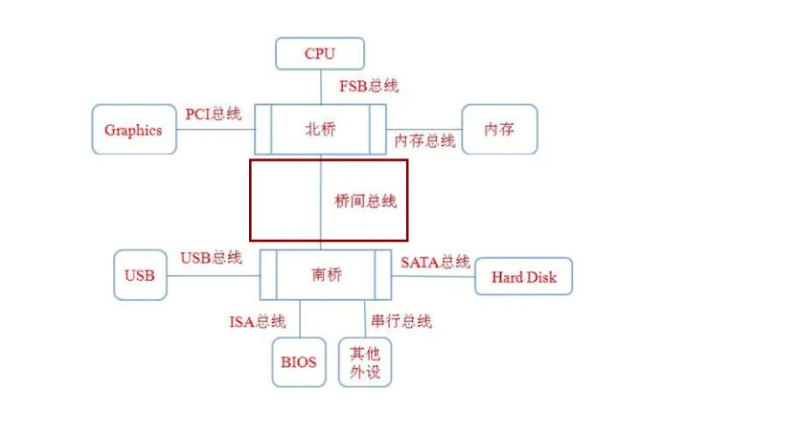 CPU
FSB总线
PCI总线
Graphics
北桥
内存总线
内存
桥间总线
USB总线
SATA总线
USB
南桥
Hard Disk
ISA总线
串行总线
BIOS
其他
外设